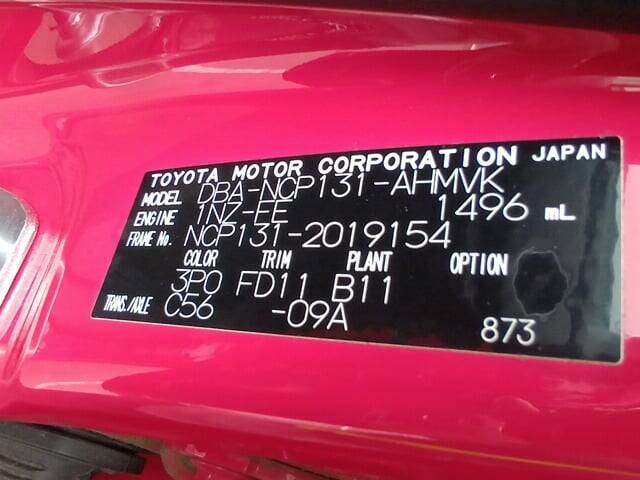 TOYOTA MOTOR CORPORATION JAPAN
MODEL DBA-NCP131-AHMVK
ENGINE 1NZ-FE 1496 mL
FRAME No. NCP131-2019154
COLOR TRIM PLANT OPTION
3P0 FD11 B11
TRANS./AXLE C56 -09A 873